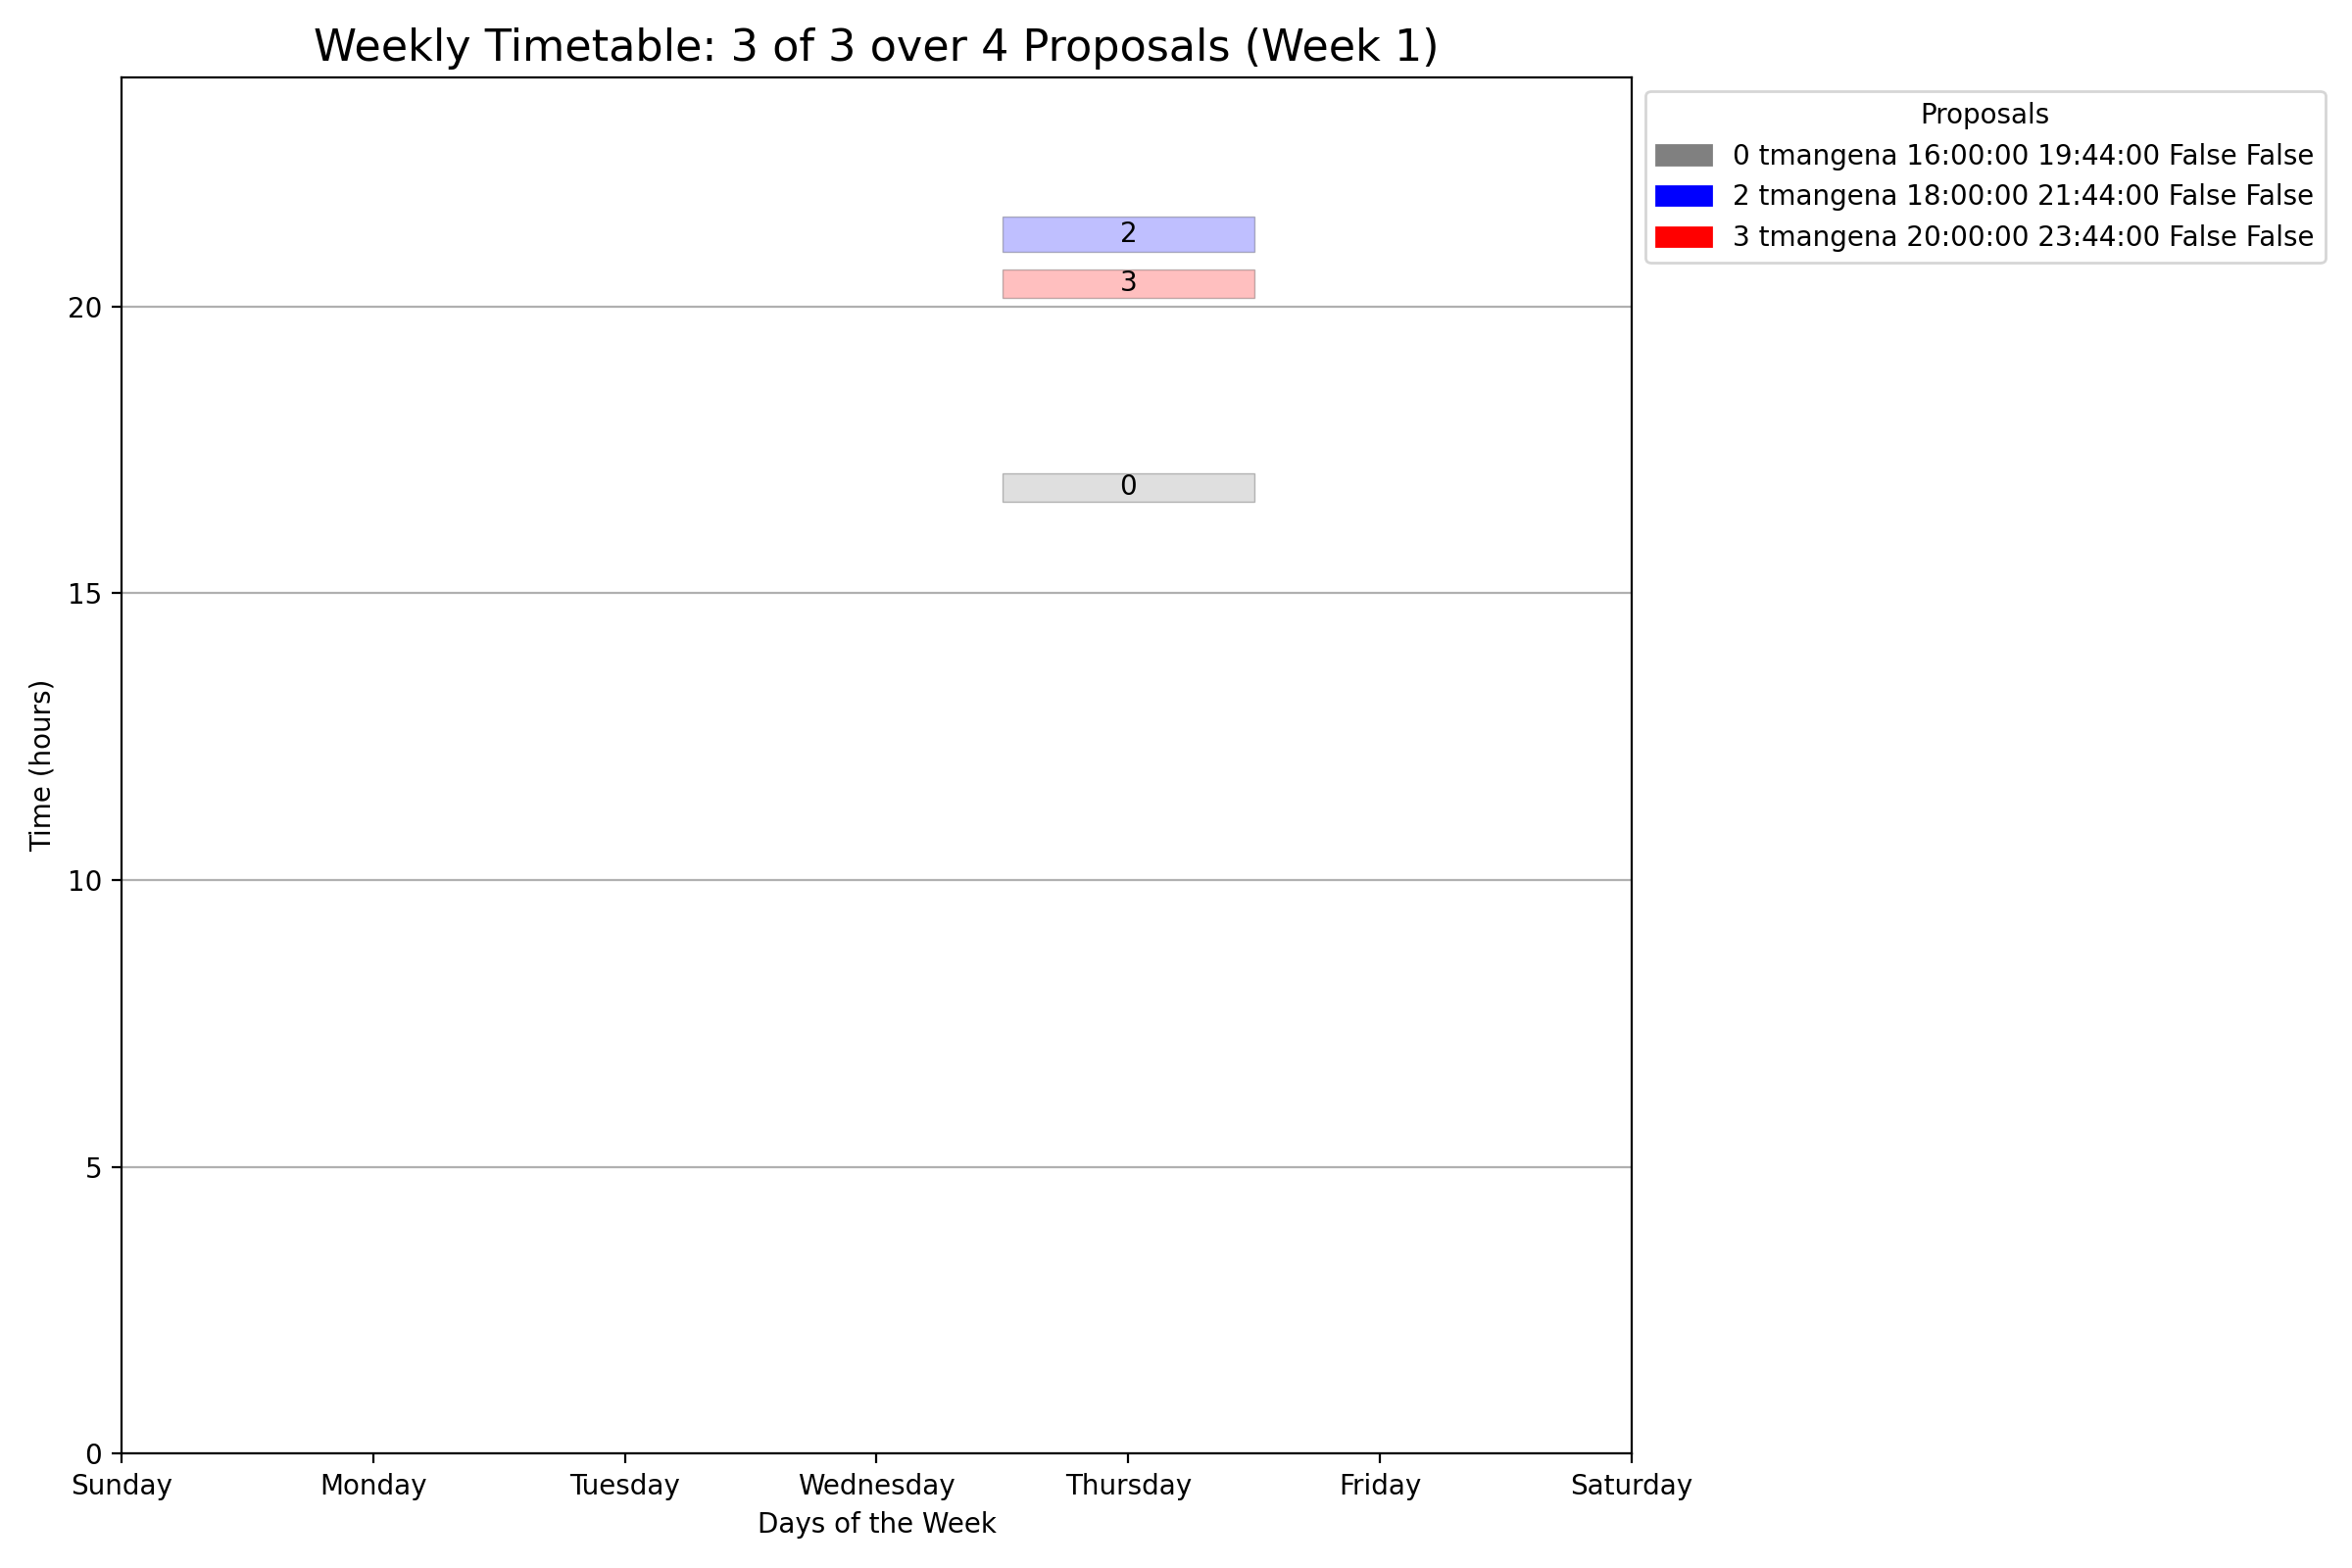 Weekly Timetable: 3 of 3 over 4 Proposals (Week 1)
Proposals
0 tmangena 16:00:00 19:44:00 False False
2 tmangena 18:00:00 21:44:00 False False
3 tmangena 20:00:00 23:44:00 False False
2
3
20
0
15
Time (hours)
10
5
0
Sunday Monday Tuesday Wednesday Thursday Friday Saturday
Days of the Week